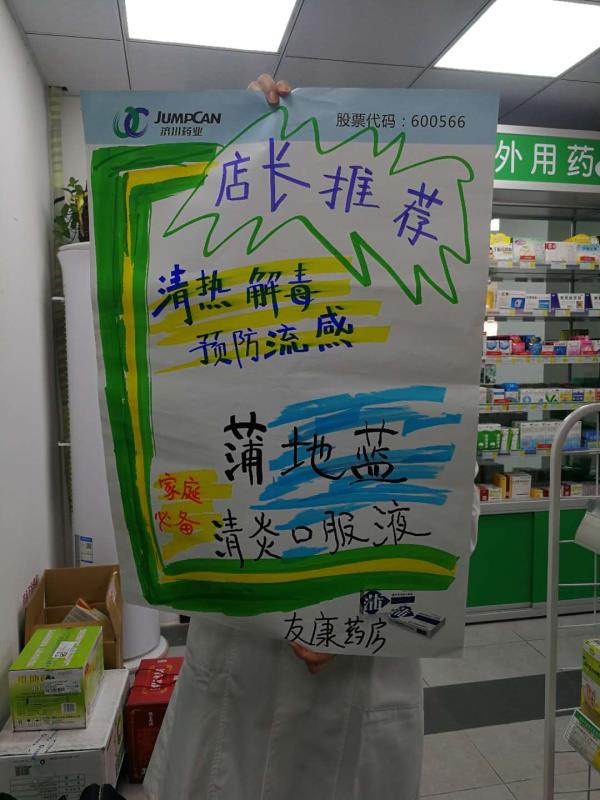 JUMPCAN
济川药业
股票代码：600566
外用药
店长推荐
清热解毒
预防流感
蒲地蓝
家庭
必备
清炎口服液
蒲
友康药房